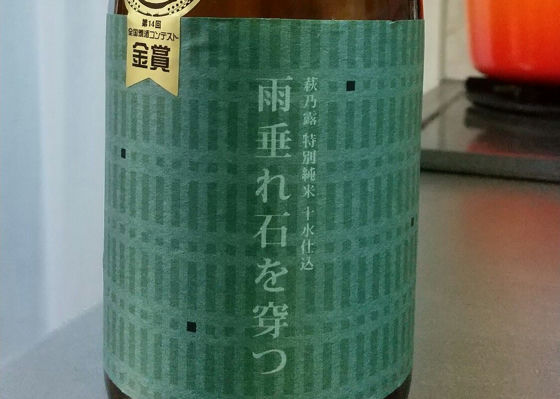 第14回
全国燗酒コンテスト
金賞
萩乃露 特別純米 十水仕込
雨垂れ石を穿つ